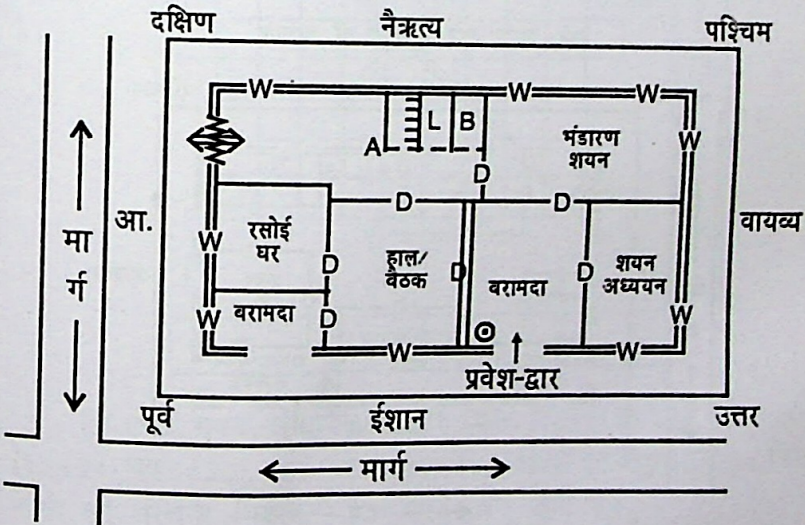 दक्षिण नैऋत्य पश्चिम
W W W
L B
A
भंडारण
शयन
W
D
D D
मा
र्ग
आ.
वायव्य
W
रसोई
घर
D
हाल/
बैठक
D
बरामदा
D
शयन
अध्ययन
W
बरामदा
D
W
W
W
प्रवेश-द्वार
पूर्व ईशान उत्तर
मार्ग